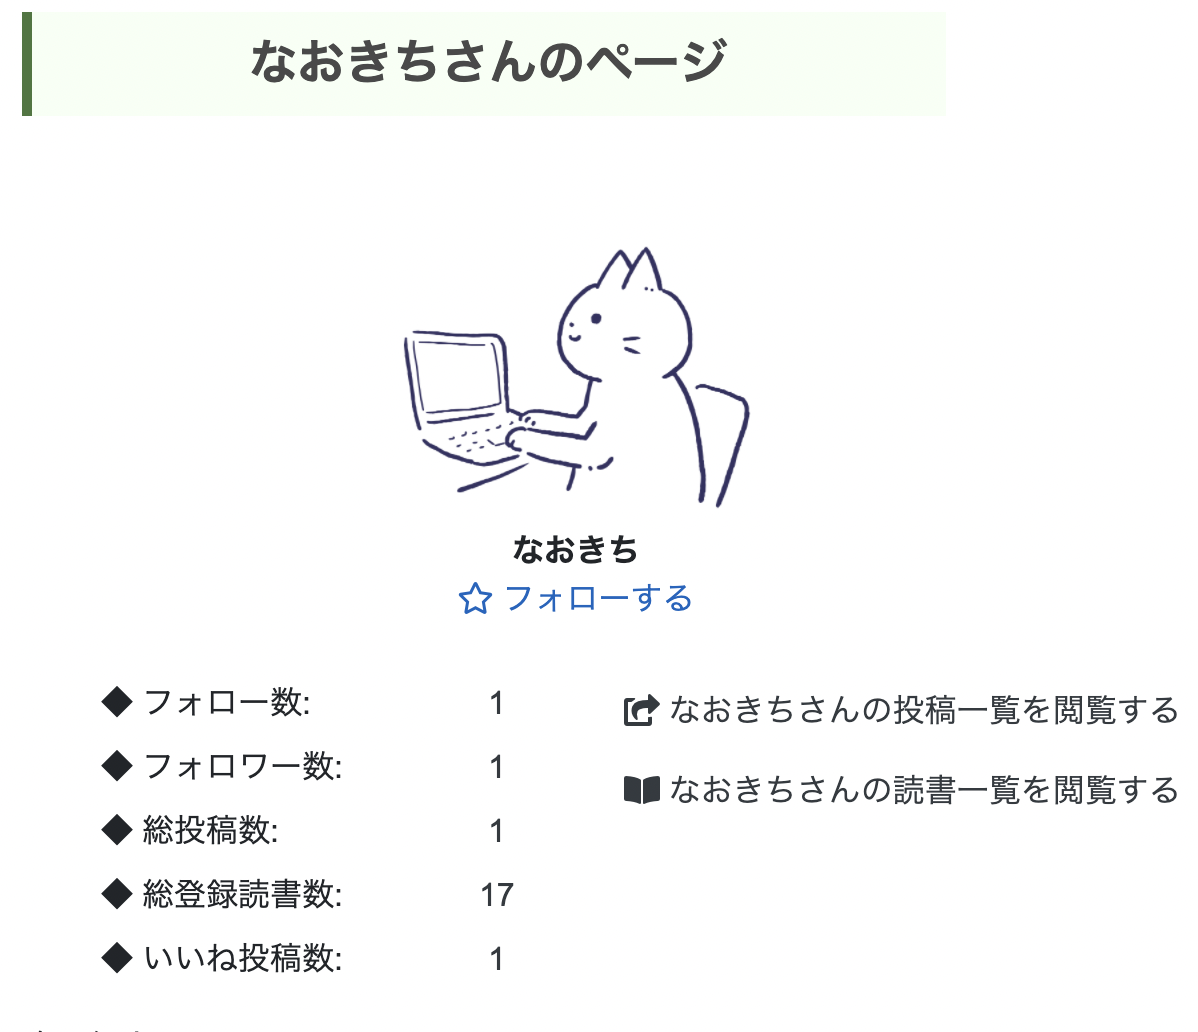 なおきちさんのページ
なおきち
フォローする
◆ フォロー数: 1
◆ フォロワー数: 1
◆ 総投稿数: 1
◆ 総登録読書数: 17
◆ いいね投稿数: 1
なおきちさんの投稿一覧を閲覧する
なおきちさんの読書一覧を閲覧する